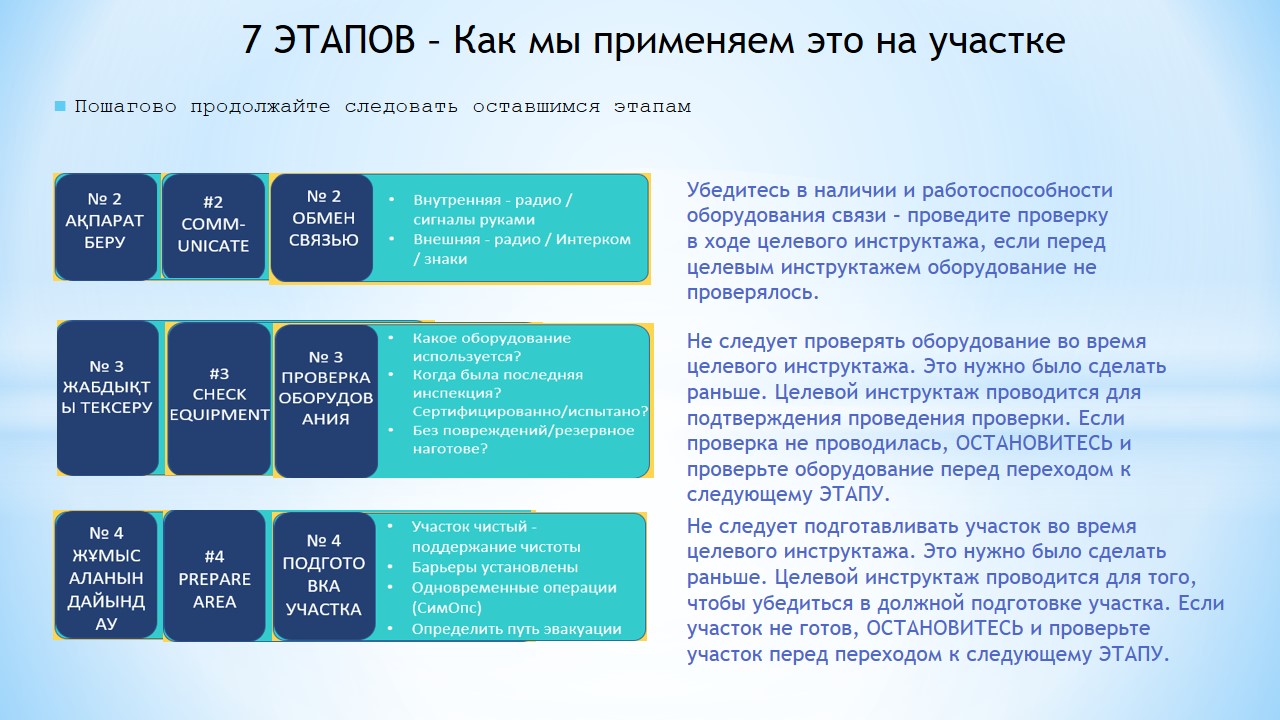 7 ЭТАПОВ – Как мы применяем это на участке
Пошагово продолжайте следовать оставшимся этапам
№ 2
АҚПАРАТ
БЕРУ
#2
COMM-
UNICATE
№ 2
ОБМЕН
СВЯЗЬЮ
• Внутренняя - радио /
сигналы руками
• Внешняя - радио / Интерком
/ знаки
Убедитесь в наличии и работоспособности
оборудования связи – проведите проверку
в ходе целевого инструктажа, если перед
целевым инструктажем оборудование не
проверялось.
№ 3
ЖАБДЫҚТ
Ы ТЕКСЕРУ
#3
CHECK
EQUIPMENT
№ 3
ПРОВЕРКА
ОБОРУДОВ
АНИЯ
• Какое оборудование
используется?
• Когда была последняя
инспекция?
Сертифицированно/испытано?
• Без повреждений/резервное
наготове?
Не следует проверять оборудование во время
целевого инструктажа. Это нужно было сделать
раньше. Целевой инструктаж проводится для
подтверждения проведения проверки. Если
проверка не проводилась, ОСТАНОВИТЕСЬ и
проверьте оборудование перед переходом к
следующему ЭТАПУ.
№ 4
ЖҰМЫС
АЛАНЫН
ДАЙЫНД
АУ
#4
PREPARE
AREA
№ 4
ПОДГОТО
ВКА
УЧАСТКА
• Участок чистый -
поддержание чистоты
• Барьеры установлены
• Одновременные операции
(СимОпс)
• Определить путь эвакуации
Не следует подготавливать участок во время
целевого инструктажа. Это нужно было сделать
раньше. Целевой инструктаж проводится для того,
чтобы убедиться в должной подготовке участка. Если
участок не готов, ОСТАНОВИТЕСЬ и проверьте
участок перед переходом к следующему ЭТАПУ.